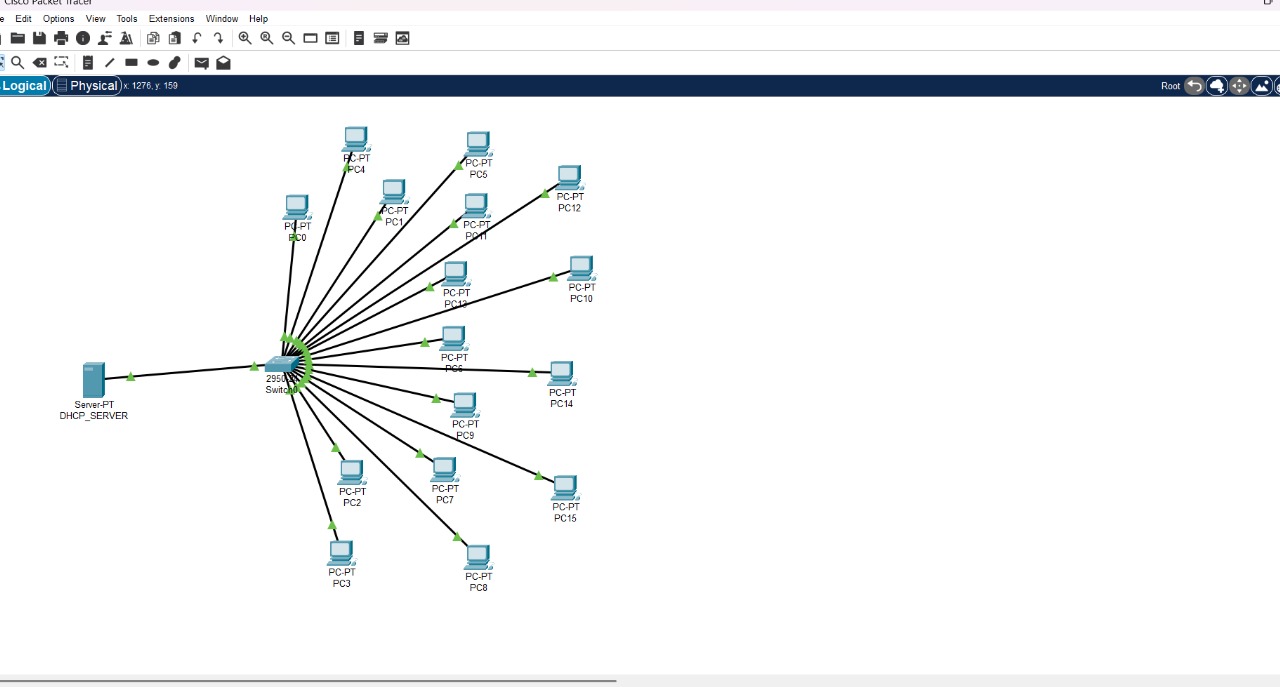 Cisco Packet Tracer
Edit Options View Tools Extensions Window Help
Logical Physical x: 1276, y: 159 Root
PC-PT
PC4
PC-PT
PC5
PC-PT
PC12
PC-PT
PC1
PC-PT
PC11
PC-PT
PC0
PC-PT
PC13
PC-PT
PC10
PC-PT
PC6
2950-24
Switch0
PC-PT
PC14
Server-PT
DHCP_SERVER
PC-PT
PC9
PC-PT
PC2
PC-PT
PC7
PC-PT
PC15
PC-PT
PC3
PC-PT
PC8